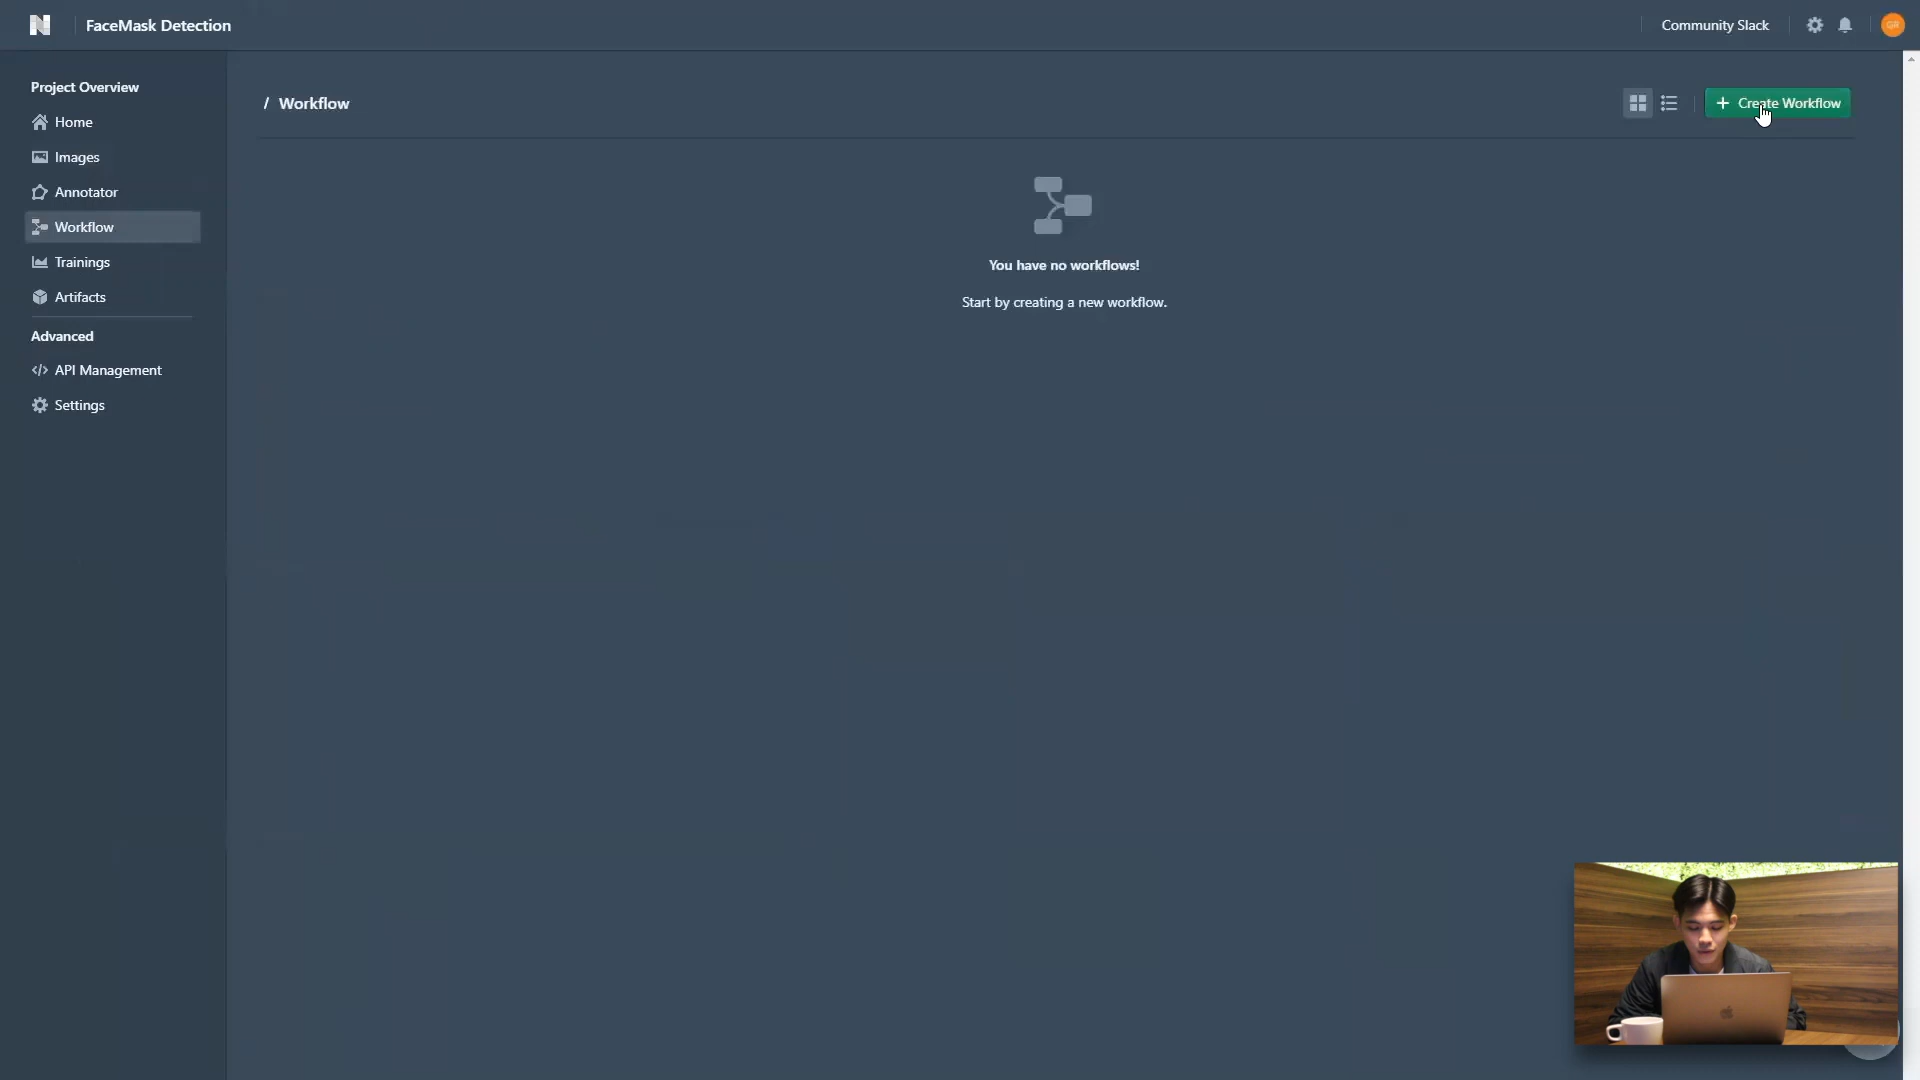 FaceMask Detection
Community Slack
GR
Project Overview
Home
Images
Annotator
Workflow
Trainings
Artifacts
Advanced
API Management
Settings
/ Workflow
+ Create Workflow
You have no workflows!
Start by creating a new workflow.